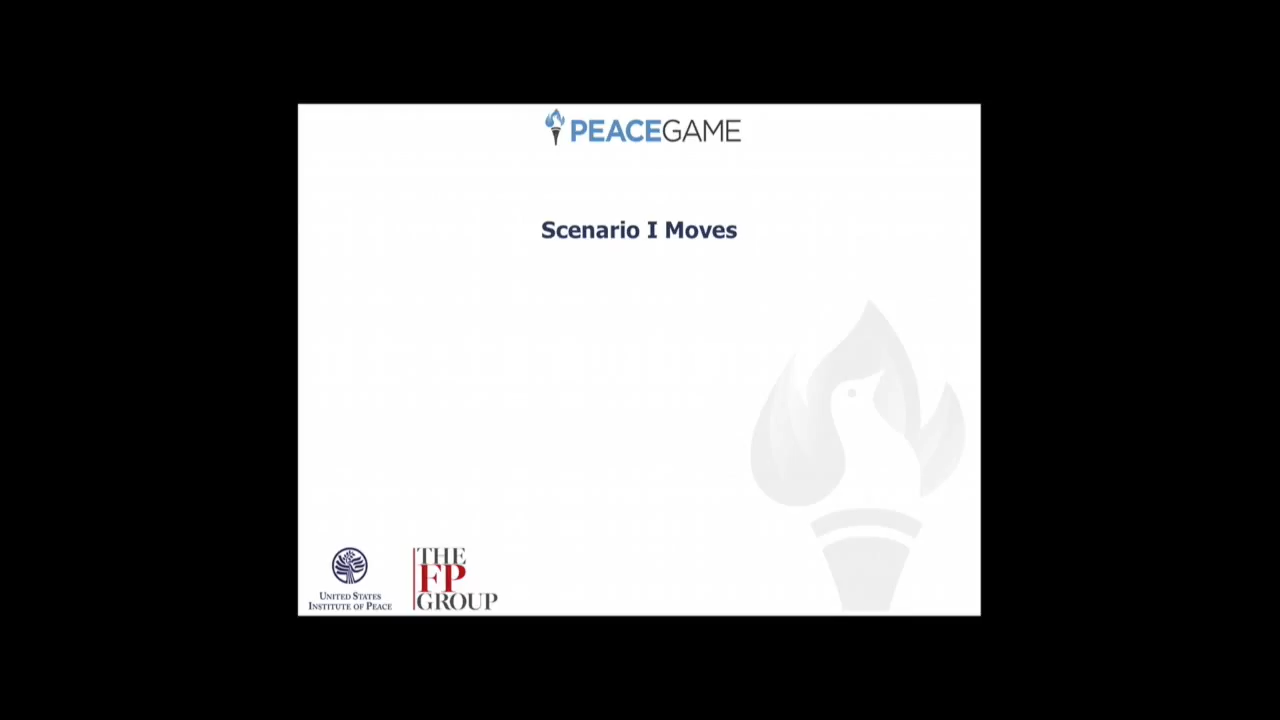 PEACEGAME
Scenario I Moves
UNITED STATES
INSTITUTE OF PEACE
THE
FP
GROUP